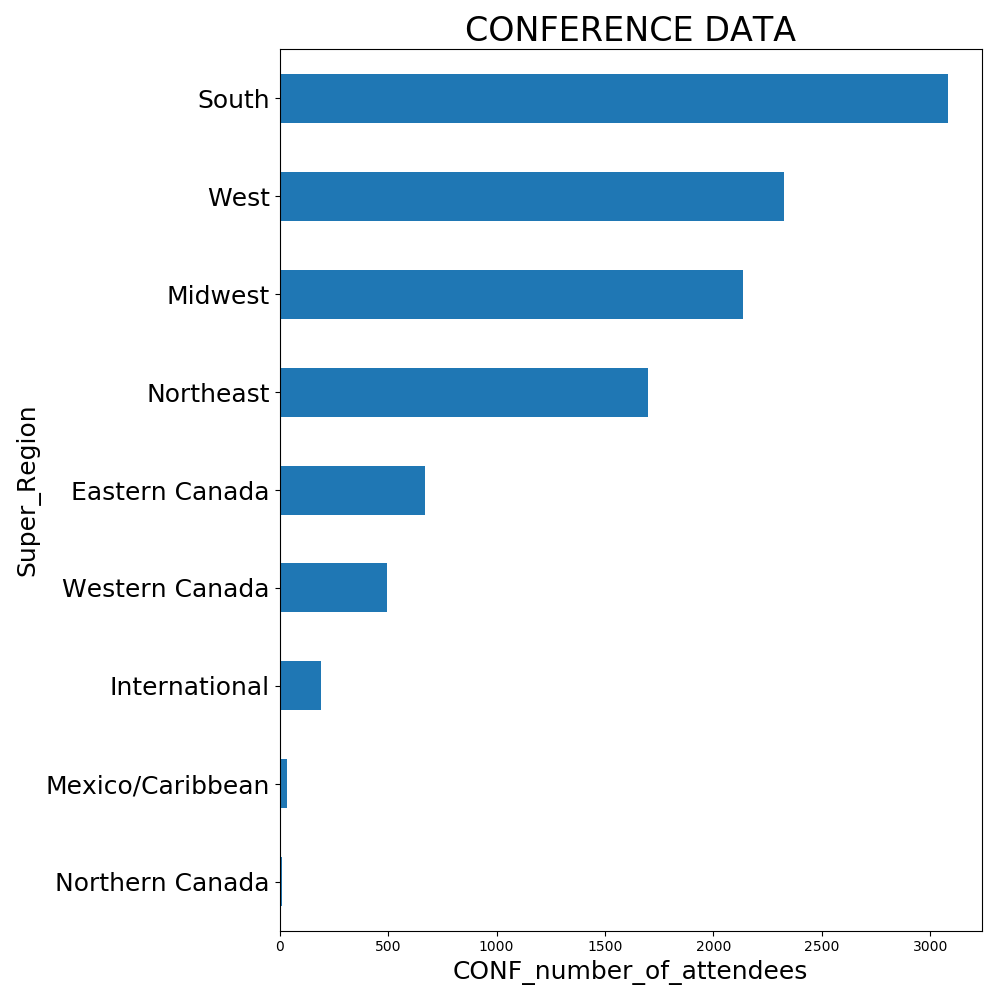 CONFERENCE DATA
South
West
Midwest
Northeast
Eastern Canada
Western Canada
International
Mexico/Caribbean
Northern Canada
Super_Region
0 500 1000 1500 2000 2500 3000
CONF_number_of_attendees